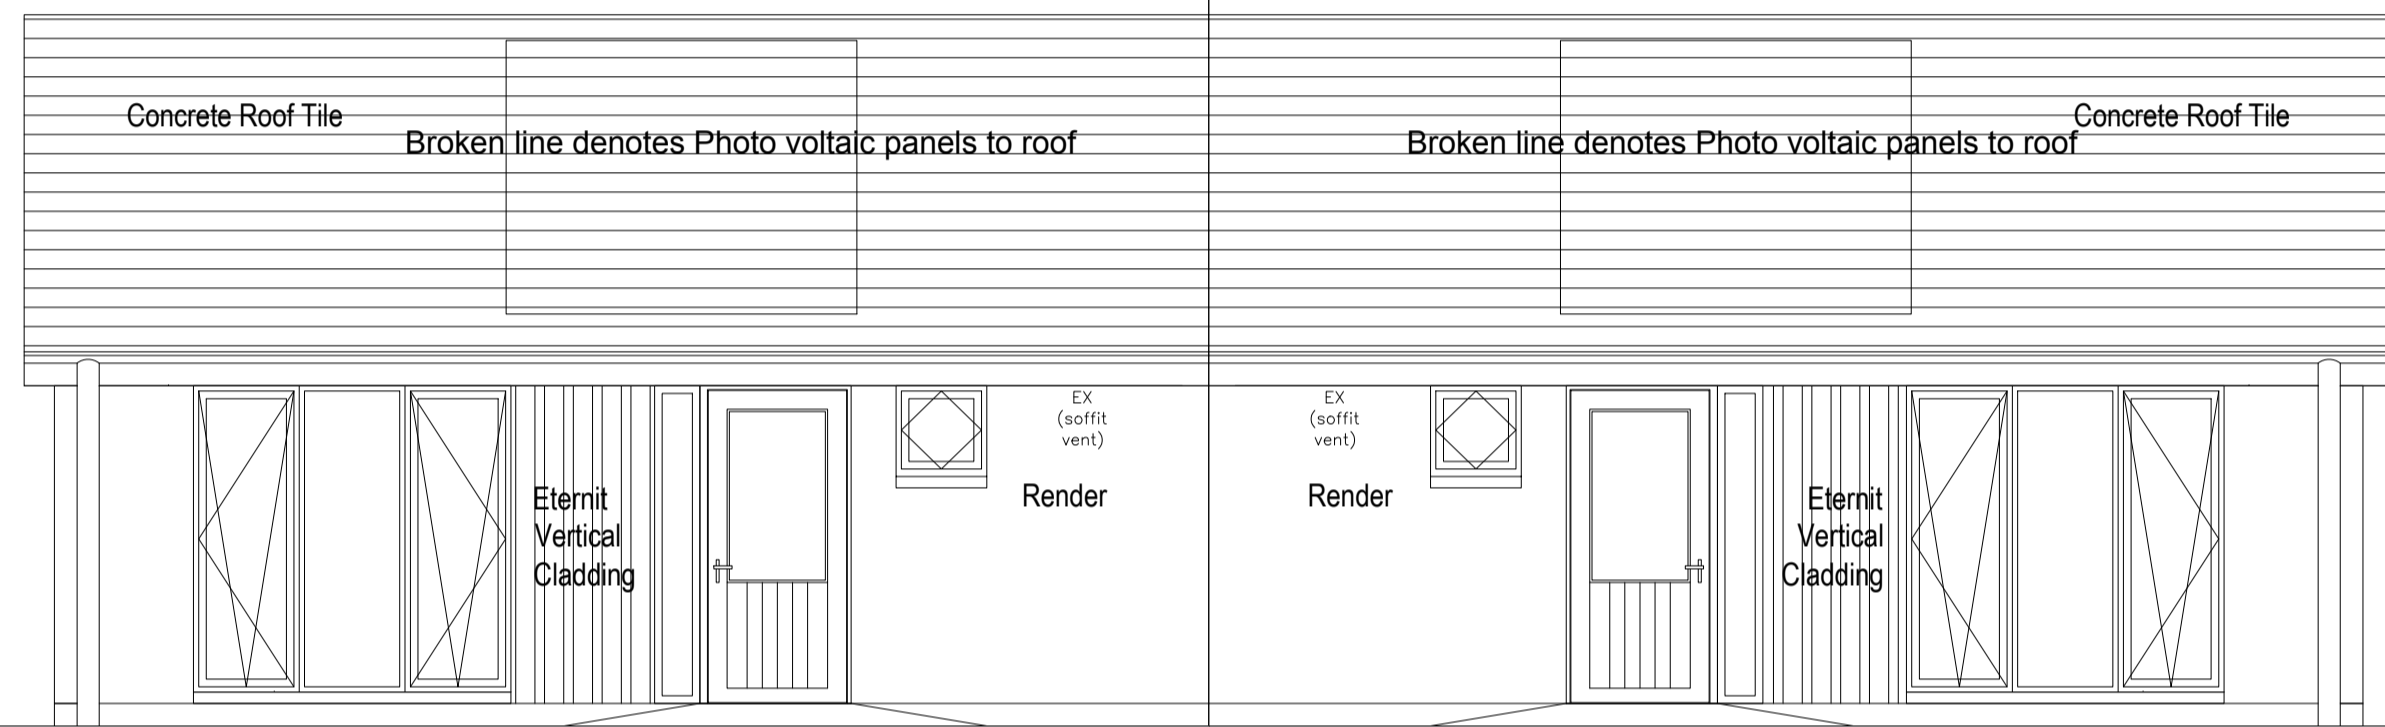 Concrete Roof Tile
Broken line denotes Photo voltaic panels to roof
Concrete Roof Tile
Broken line denotes Photo voltaic panels to roof
EX
(soffit
vent)
EX
(soffit
vent)
Eternit
Vertical
Cladding
Render
Render
Eternit
Vertical
Cladding